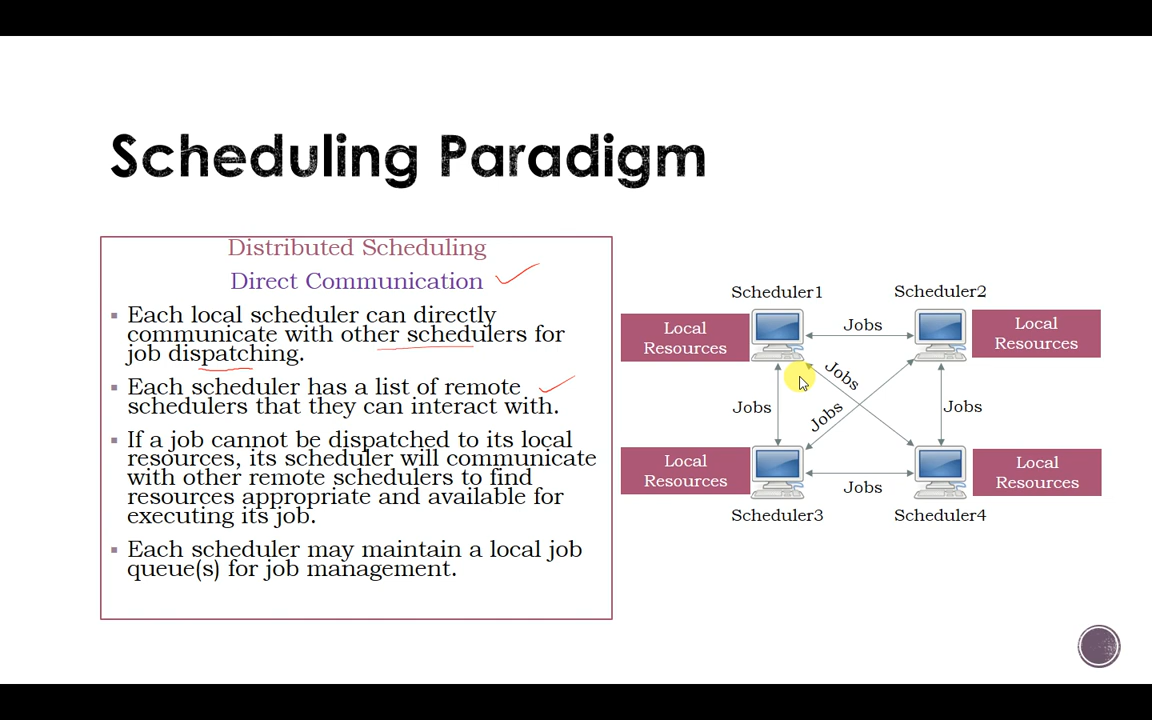 Scheduling Paradigm
Distributed Scheduling
Direct Communication
Each local scheduler can directly
communicate with other schedulers for
job dispatching.
Each scheduler has a list of remote
schedulers that they can interact with.
If a job cannot be dispatched to its local
resources, its scheduler will communicate
with other remote schedulers to find
resources appropriate and available for
executing its job.
Each scheduler may maintain a local job
queue(s) for job management.
Scheduler1
Scheduler2
Local
Resources
Jobs
Local
Resources
Jobs
Jobs
Jobs
Jobs
Local
Resources
Jobs
Local
Resources
Scheduler3
Scheduler4